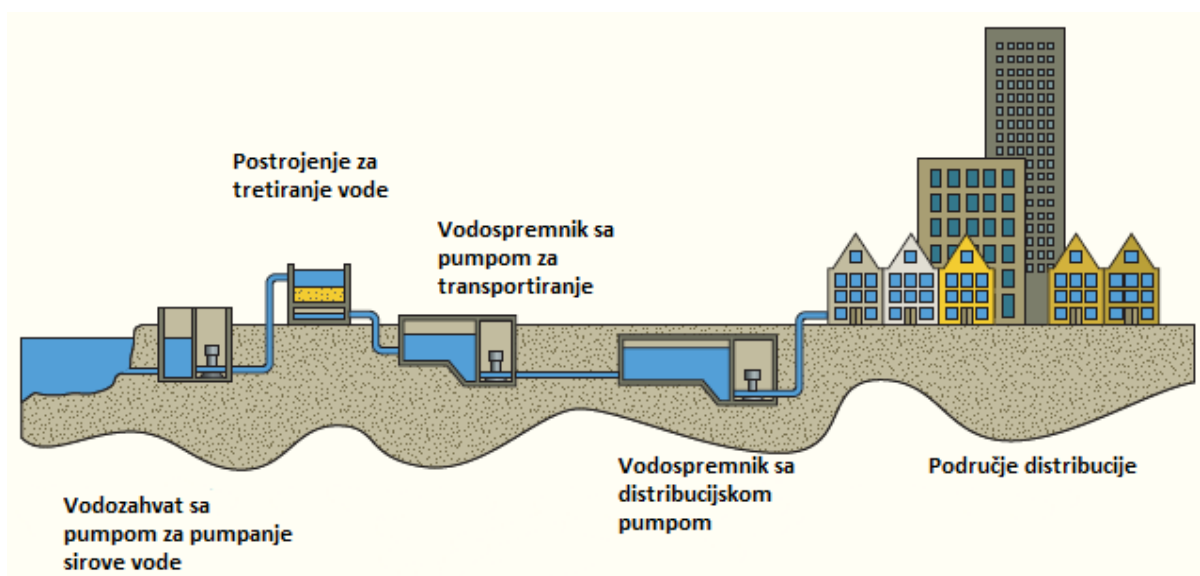 Postrojenje za
tretiranje vode
Vodospremnik sa
pumpom za
transportiranje
Vodozahvat sa
pumpom za pumpanje
sirove vode
Vodospremnik sa
distribucijskom
pumpom
Područje distribucije